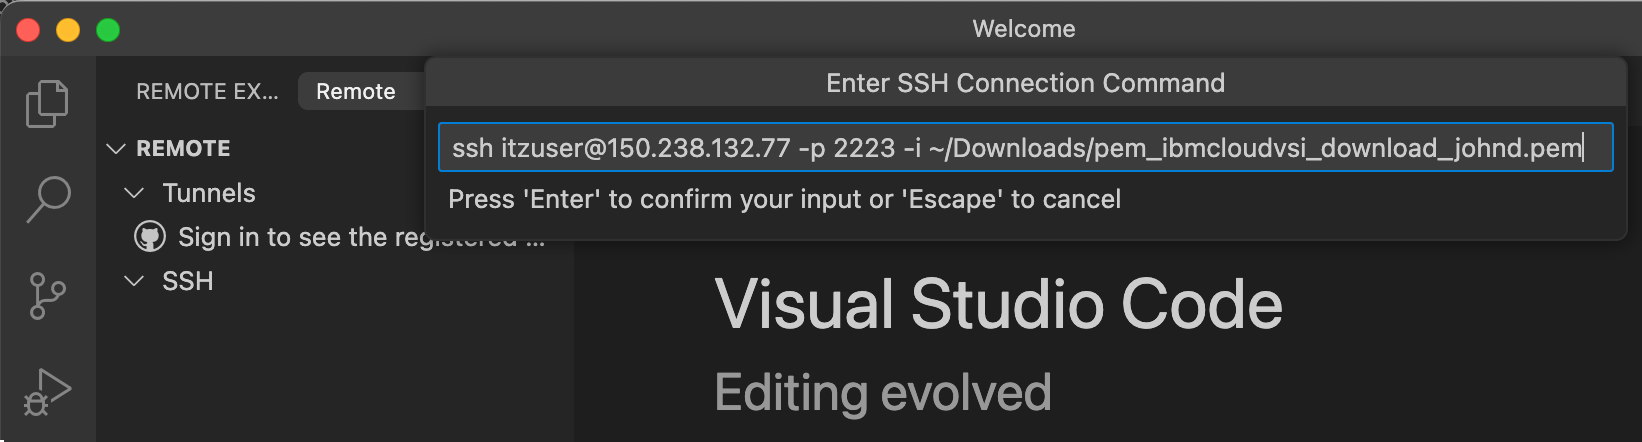 Welcome
REMOTE EX...
Remote
Enter SSH Connection Command
ssh itzuser@150.238.132.77 -p 2223 -i ~/Downloads/pem_ibmcloudvsi_download_johnd.pem
Press 'Enter' to confirm your input or 'Escape' to cancel
REMOTE
Tunnels
Sign in to see the registered ...
SSH
Visual Studio Code
Editing evolved